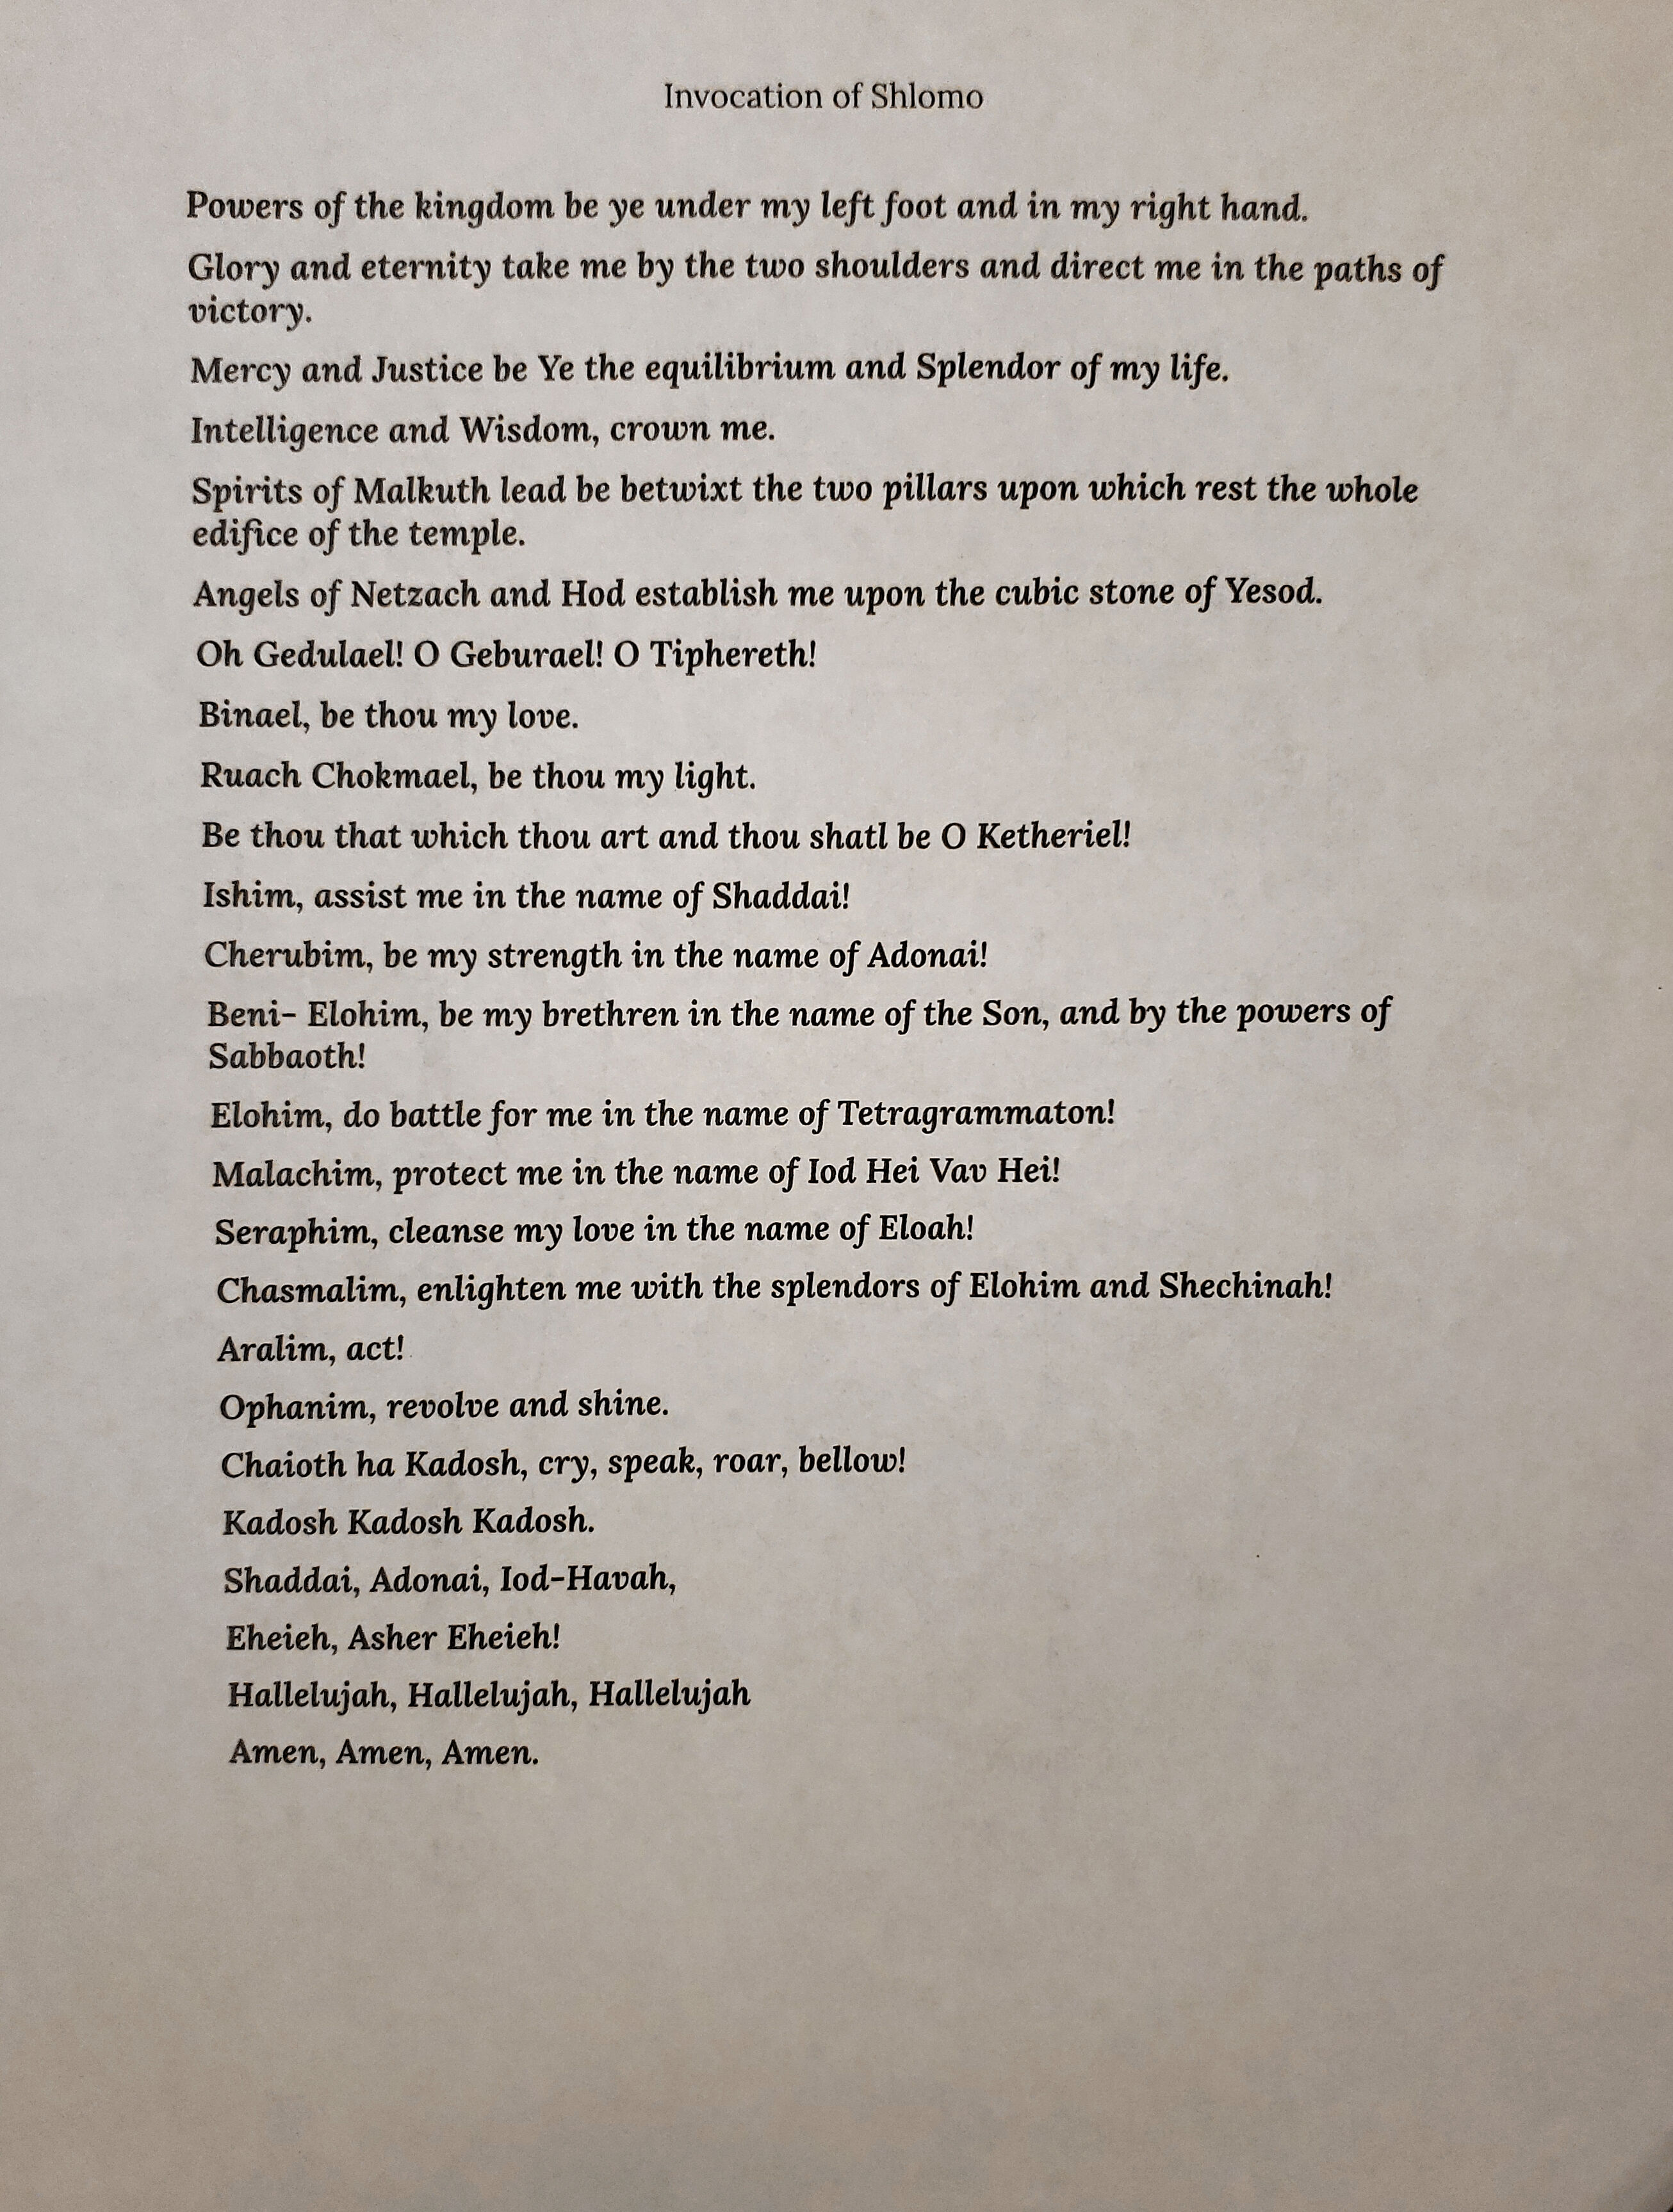 Invocation of Shlomo
Powers of the kingdom be ye under my left foot and in my right hand.
Glory and eternity take me by the two shoulders and direct me in the paths of
victory.
Mercy and Justice be Ye the equilibrium and Splendor of my life.
Intelligence and Wisdom, crown me.
Spirits of Malkuth lead be betwixt the two pillars upon which rest the whole
edifice of the temple.
Angels of Netzach and Hod establish me upon the cubic stone of Yesod.
Oh Gedulael! O Geburael! O Tiphereth!
Binael, be thou my love.
Ruach Chokmael, be thou my light.
Be thou that which thou art and thou shatl be O Ketheriel!
Ishim, assist me in the name of Shaddai!
Cherubim, be my strength in the name of Adonai!
Beni- Elohim, be my brethren in the name of the Son, and by the powers of
Sabbaoth!
Elohim, do battle for me in the name of Tetragrammaton!
Malachim, protect me in the name of Iod Hei Vav Hei!
Seraphim, cleanse my love in the name of Eloah!
Chasmalim, enlighten me with the splendors of Elohim and Shechinah!
Aralim, act!
Ophanim, revolve and shine.
Chaioth ha Kadosh, cry, speak, roar, bellow!
Kadosh Kadosh Kadosh.
Shaddai, Adonai, Iod-Havah,
Eheieh, Asher Eheieh!
Hallelujah, Hallelujah, Hallelujah
Amen, Amen, Amen.